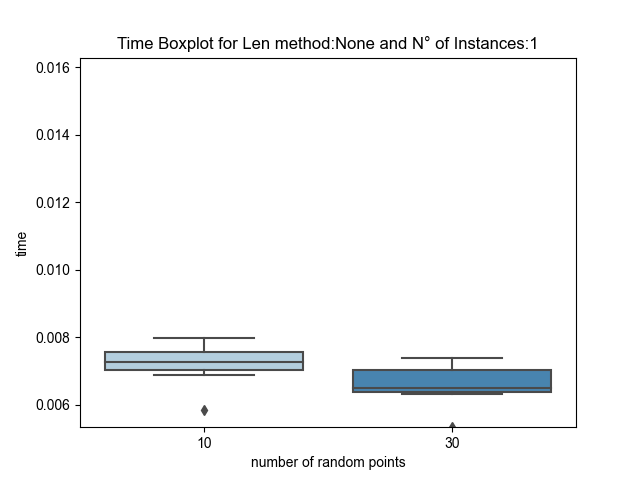 Time Boxplot for Len method:None and N° of Instances:1
0.016
0.014
0.012
0.010
0.008
0.006
time
10
30
number of random points